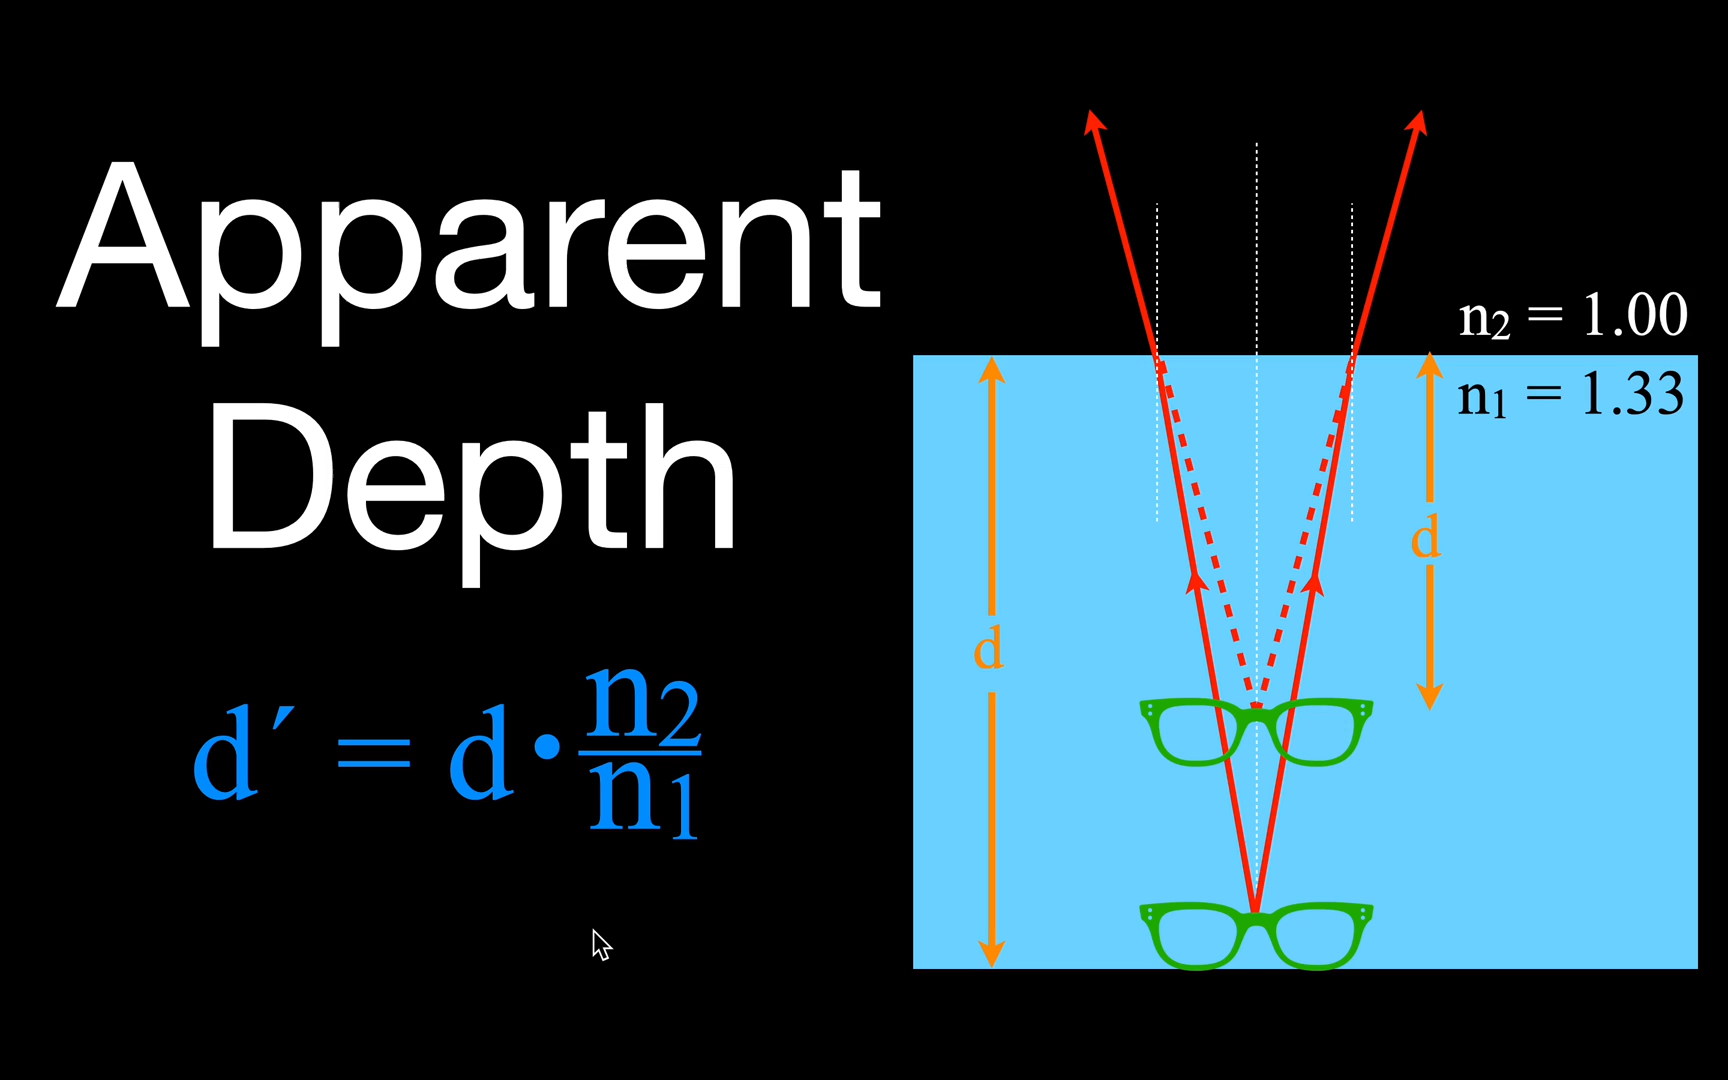 Apparent
Depth
d´ = d • n₂/n₁
n₂ = 1.00
n₁ = 1.33
d
d